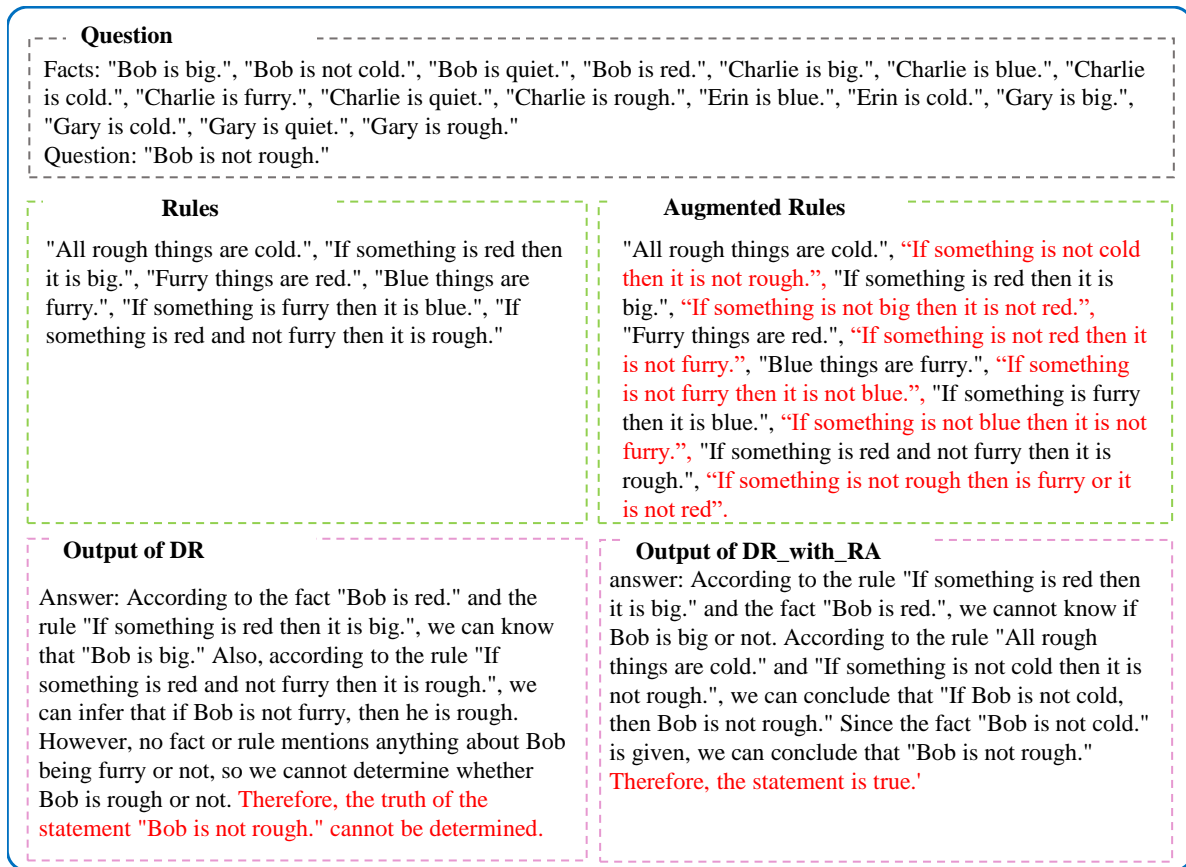 Question
Facts: "Bob is big.", "Bob is not cold.", "Bob is quiet.", "Bob is red.", "Charlie is big.", "Charlie is blue.", "Charlie
is cold.", "Charlie is furry.", "Charlie is quiet.", "Charlie is rough.", "Erin is blue.", "Erin is cold.", "Gary is big.",
"Gary is cold.", "Gary is quiet.", "Gary is rough."
Question: "Bob is not rough."
Rules
"All rough things are cold.", "If something is red then
it is big.", "Furry things are red.", "Blue things are
furry.", "If something is furry then it is blue.", "If
something is red and not furry then it is rough."
Augmented Rules
"All rough things are cold.", “If something is not cold
then it is not rough.”, "If something is red then it is
big.", “If something is not big then it is not red.”,
"Furry things are red.", “If something is not red then it
is not furry.”, "Blue things are furry.", “If something
is not furry then it is not blue.”, "If something is furry
then it is blue.", “If something is not blue then it is not
furry.”, "If something is red and not furry then it is
rough.", “If something is not rough then is furry or it
is not red”.
Output of DR
Answer: According to the fact "Bob is red." and the
rule "If something is red then it is big.", we can know
that "Bob is big." Also, according to the rule "If
something is red and not furry then it is rough.", we
can infer that if Bob is not furry, then he is rough.
However, no fact or rule mentions anything about Bob
being furry or not, so we cannot determine whether
Bob is rough or not. Therefore, the truth of the
statement "Bob is not rough." cannot be determined.
Output of DR_with_RA
answer: According to the rule "If something is red then
it is big." and the fact "Bob is red.", we cannot know if
Bob is big or not. According to the rule "All rough
things are cold." and "If something is not cold then it is
not rough.", we can conclude that "If Bob is not cold,
then Bob is not rough." Since the fact "Bob is not cold."
is given, we can conclude that "Bob is not rough."
Therefore, the statement is true.'